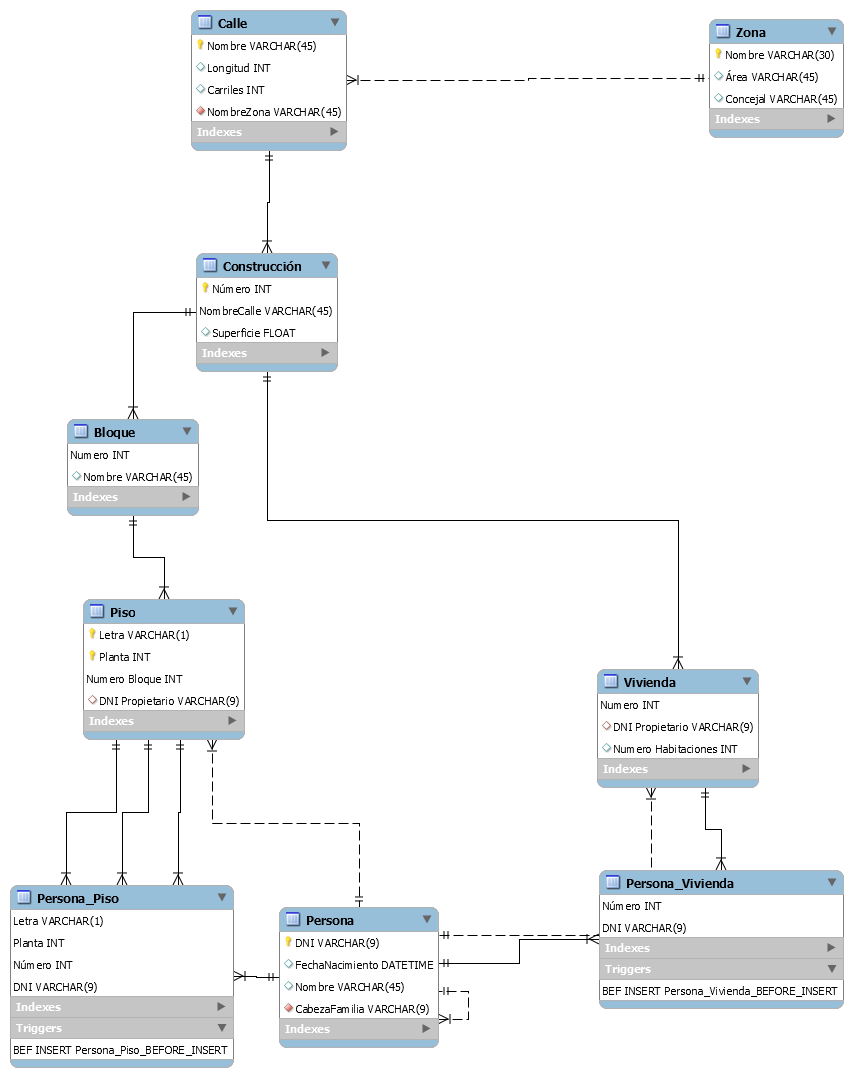 Calle
Nombre VARCHAR(45)
Longitud INT
Carriles INT
NombreZona VARCHAR(45)
Indexes
Zona
Nombre VARCHAR(30)
Área VARCHAR(45)
Concejal VARCHAR(45)
Indexes
Construcción
Número INT
NombreCalle VARCHAR(45)
Superficie FLOAT
Indexes
Bloque
Numero INT
Nombre VARCHAR(45)
Indexes
Piso
Letra VARCHAR(1)
Planta INT
Numero Bloque INT
DNI Propietario VARCHAR(9)
Indexes
Vivienda
Numero INT
DNI Propietario VARCHAR(9)
Numero Habitaciones INT
Indexes
Persona_Piso
Letra VARCHAR(1)
Planta INT
Número INT
DNI VARCHAR(9)
Indexes
Triggers
BEF INSERT Persona_Piso_BEFORE_INSERT
Persona
DNI VARCHAR(9)
FechaNacimiento DATETIME
Nombre VARCHAR(45)
CabezaFamilia VARCHAR(9)
Indexes
Persona_Vivienda
Número INT
DNI VARCHAR(9)
Indexes
Triggers
BEF INSERT Persona_Vivienda_BEFORE_INSERT